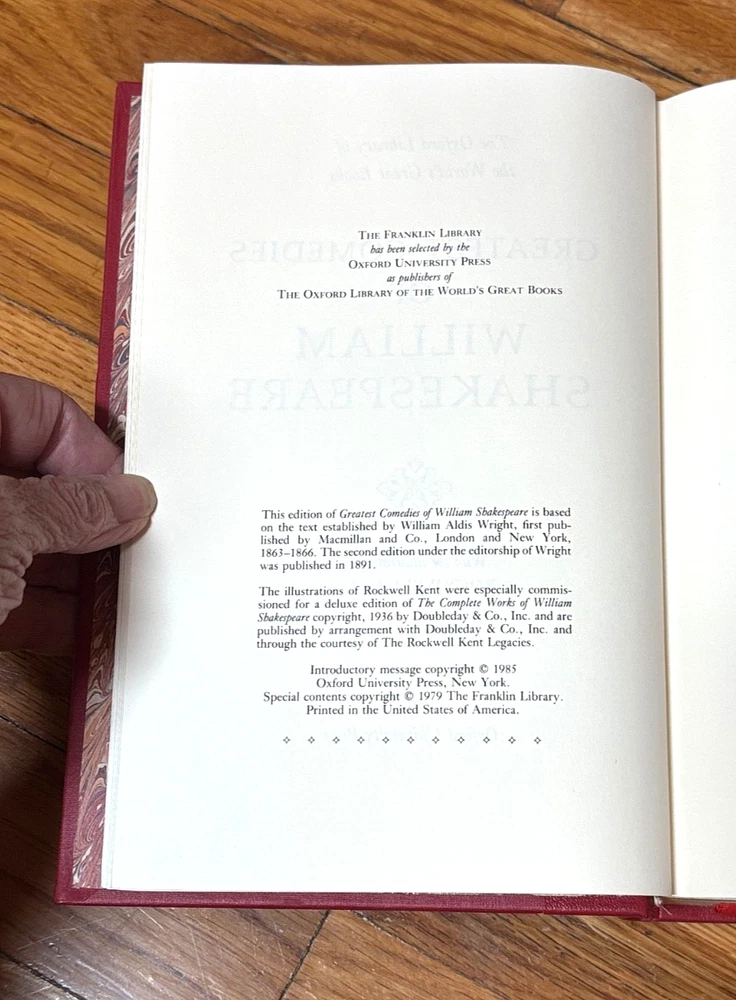 THE FRANKLIN LIBRARY
has been selected by the
OXFORD UNIVERSITY PRESS
as publishers of
THE OXFORD LIBRARY OF THE WORLD'S GREAT BOOKS
This edition of Greatest Comedies of William Shakespeare is based
on the text established by William Aldis Wright, first pub-
lished by Macmillan and Co., London and New York,
1863–1866. The second edition under the editorship of Wright
was published in 1891.
The illustrations of Rockwell Kent were especially commis-
sioned for a deluxe edition of The Complete Works of William
Shakespeare copyright, 1936 by Doubleday & Co., Inc. and are
published by arrangement with Doubleday & Co., Inc. and
through the courtesy of The Rockwell Kent Legacies.
Introductory message copyright © 1985
Oxford University Press, New York.
Special contents copyright © 1979 The Franklin Library.
Printed in the United States of America.